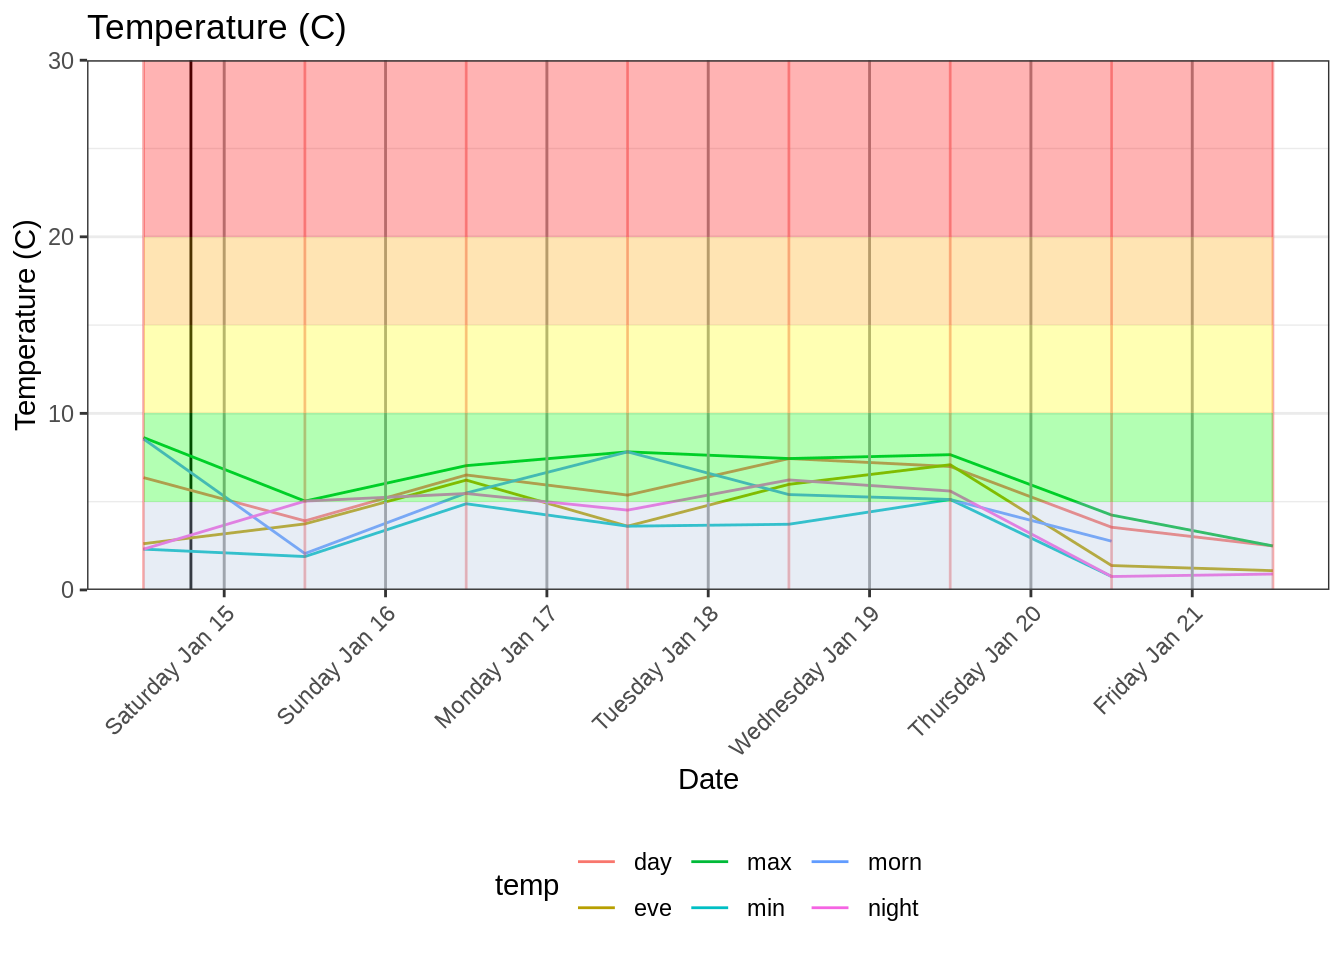 Temperature (C)
Temperature (C)
30
20
10
0
Saturday Jan 15
Sunday Jan 16
Monday Jan 17
Tuesday Jan 18
Wednesday Jan 19
Thursday Jan 20
Friday Jan 21
Date
temp
day
max
morn
eve
min
night